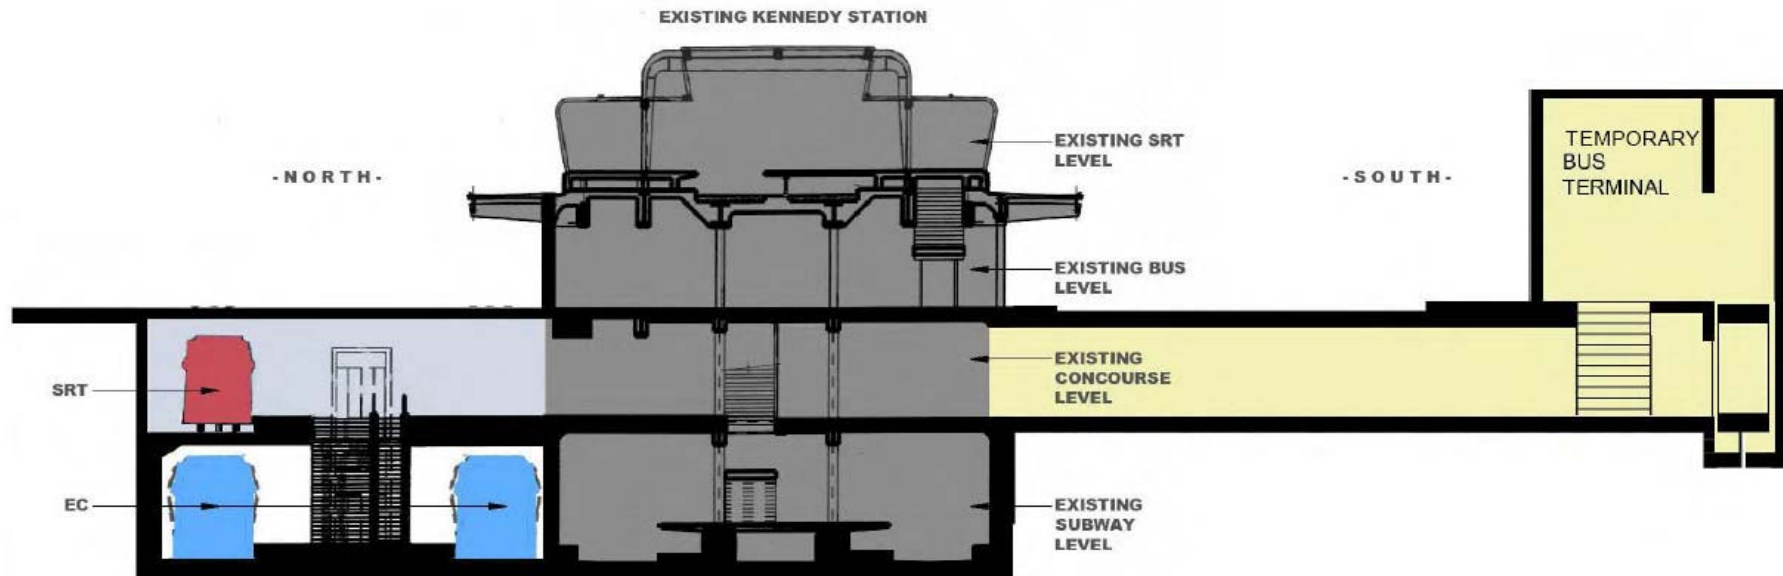 EXISTING KENNEDY STATION
EXISTING SRT
LEVEL
TEMPORARY
BUS
TERMINAL
-NORTH-
-SOUTH-
EXISTING BUS
LEVEL
SRT
EXISTING
CONCOURSE
LEVEL
EC
EXISTING
SUBWAY
LEVEL